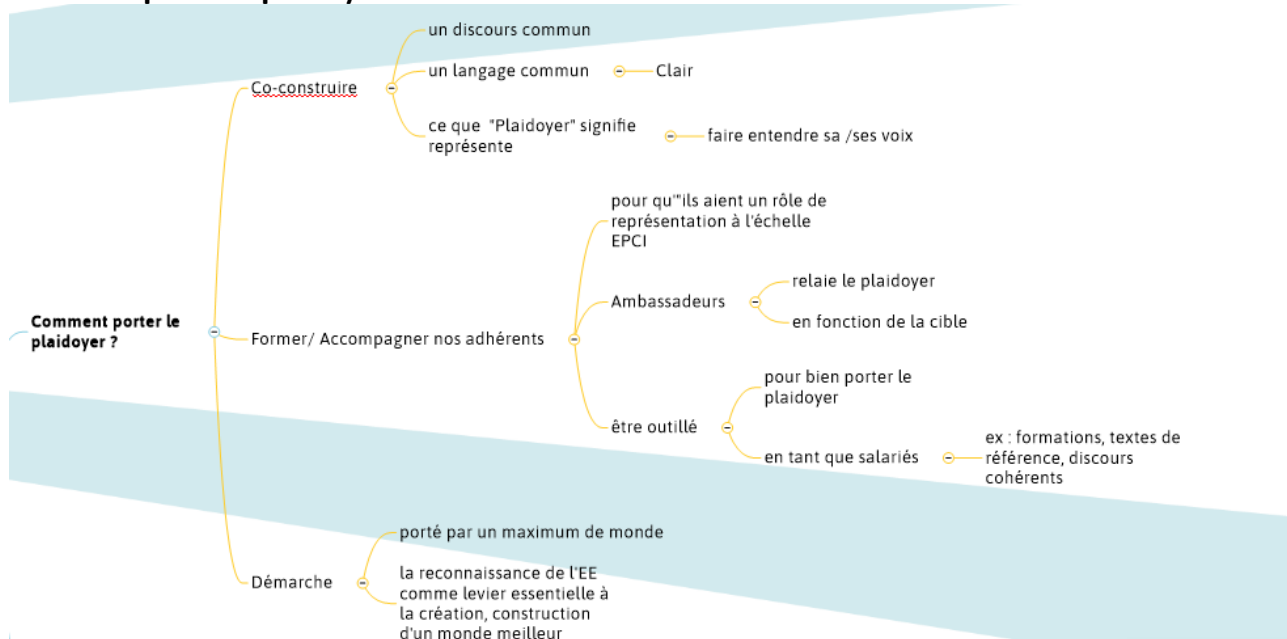 un discours commun
un langage commun
Clair
Co-construire
ce que "Plaidoyer" signifie
représente
faire entendre sa /ses voix
pour qu'"ils aient un rôle de
représentation à l'échelle
EPCI
Ambassadeurs
relaie le plaidoyer
en fonction de la cible
Comment porter le
plaidoyer ?
Former/ Accompagner nos adhérents
pour bien porter le
plaidoyer
être outillé
en tant que salariés
ex : formations, textes de
référence, discours
cohérents
porté par un maximum de monde
Démarche
la reconnaissance de l'EE
comme levier essentielle à
la création, construction
d'un monde meilleur